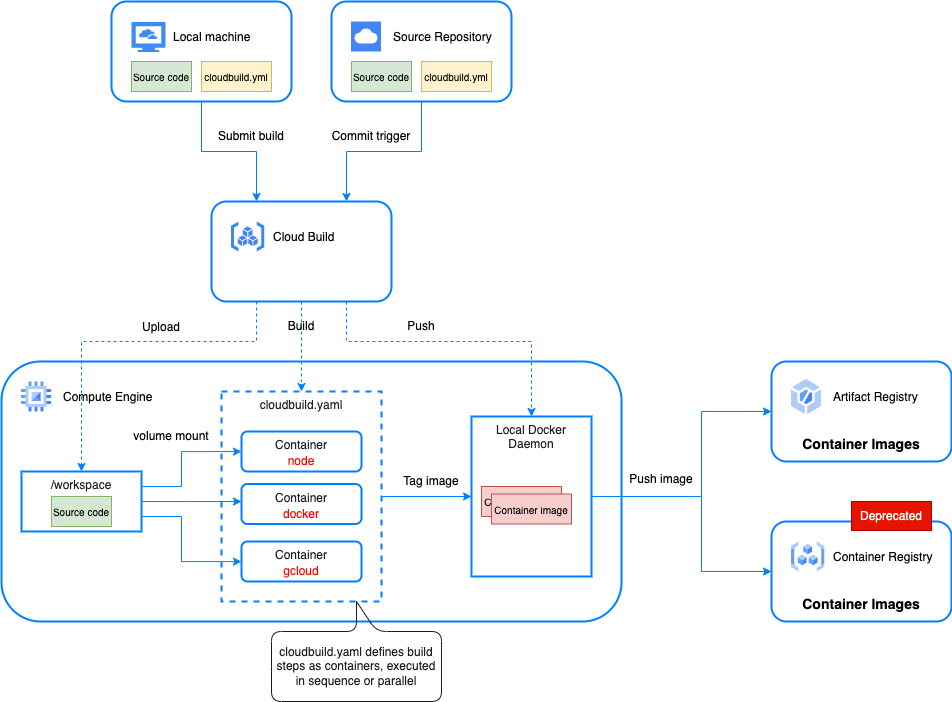 Local machine
Source code
cloudbuild.yml
Source Repository
Source code
cloudbuild.yml
Submit build
Commit trigger
Cloud Build
Upload
Build
Push
Compute Engine
cloudbuild.yaml
volume mount
Container
node
/workspace
Source code
Container
docker
Container
gcloud
Tag image
Local Docker
Daemon
C
Container image
Push image
Artifact Registry
Container Images
Deprecated
Container Registry
Container Images
cloudbuild.yaml defines build
steps as containers, executed
in sequence or parallel